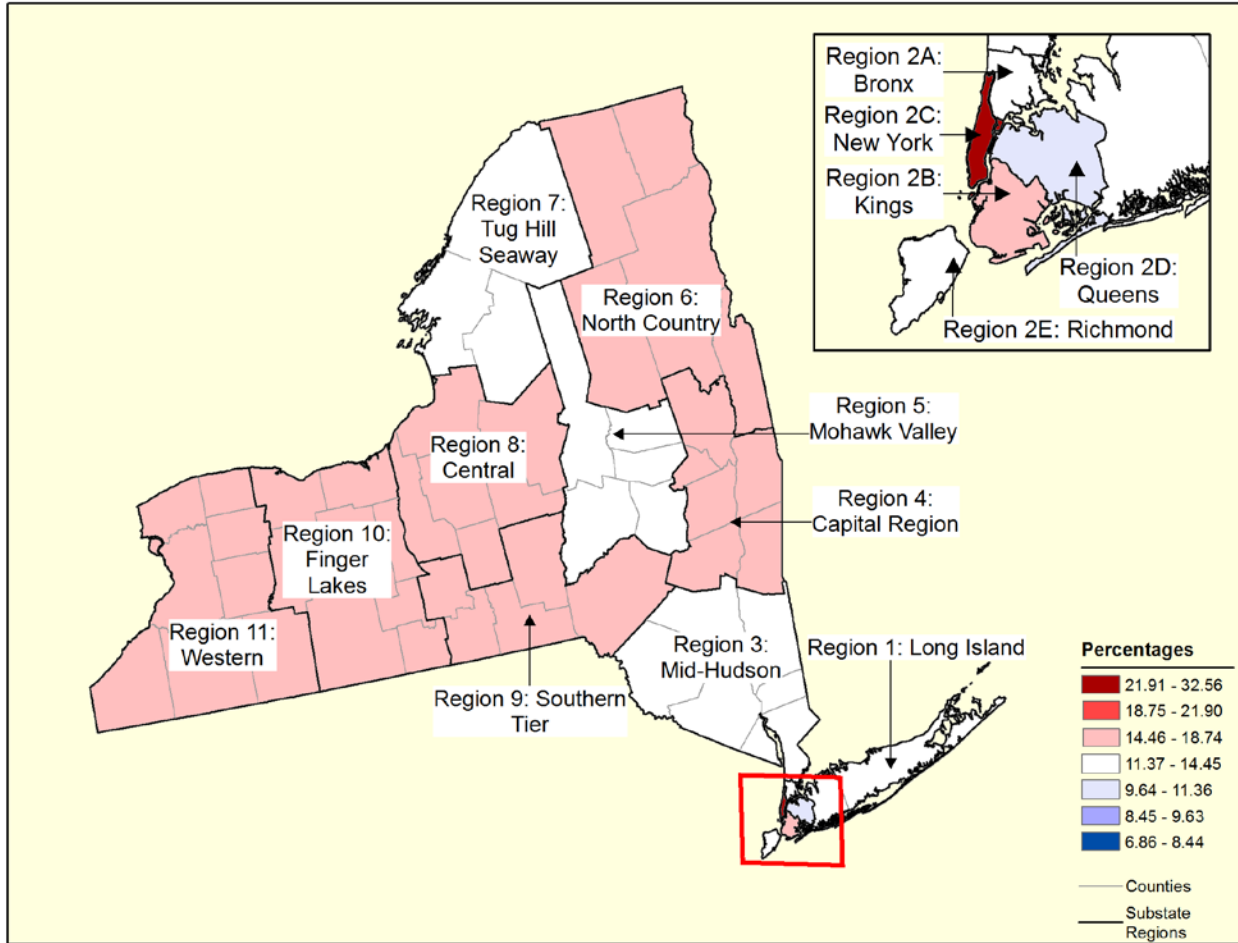 Region 2A:
Bronx
Region 2C:
New York
Region 2B:
Kings
Region 2D:
Queens
Region 2E: Richmond
Region 7:
Tug Hill
Seaway
Region 6:
North Country
Region 5:
Mohawk Valley
Region 8:
Central
Region 4:
Capital Region
Region 10:
Finger
Lakes
Region 11:
Western
Region 3:
Mid-Hudson
Region 1: Long Island
Region 9: Southern
Tier
Percentages
21.91 - 32.56
18.75 - 21.90
14.46 - 18.74
11.37 - 14.45
9.64 - 11.36
8.45 - 9.63
6.86 - 8.44
Counties
Substate
Regions